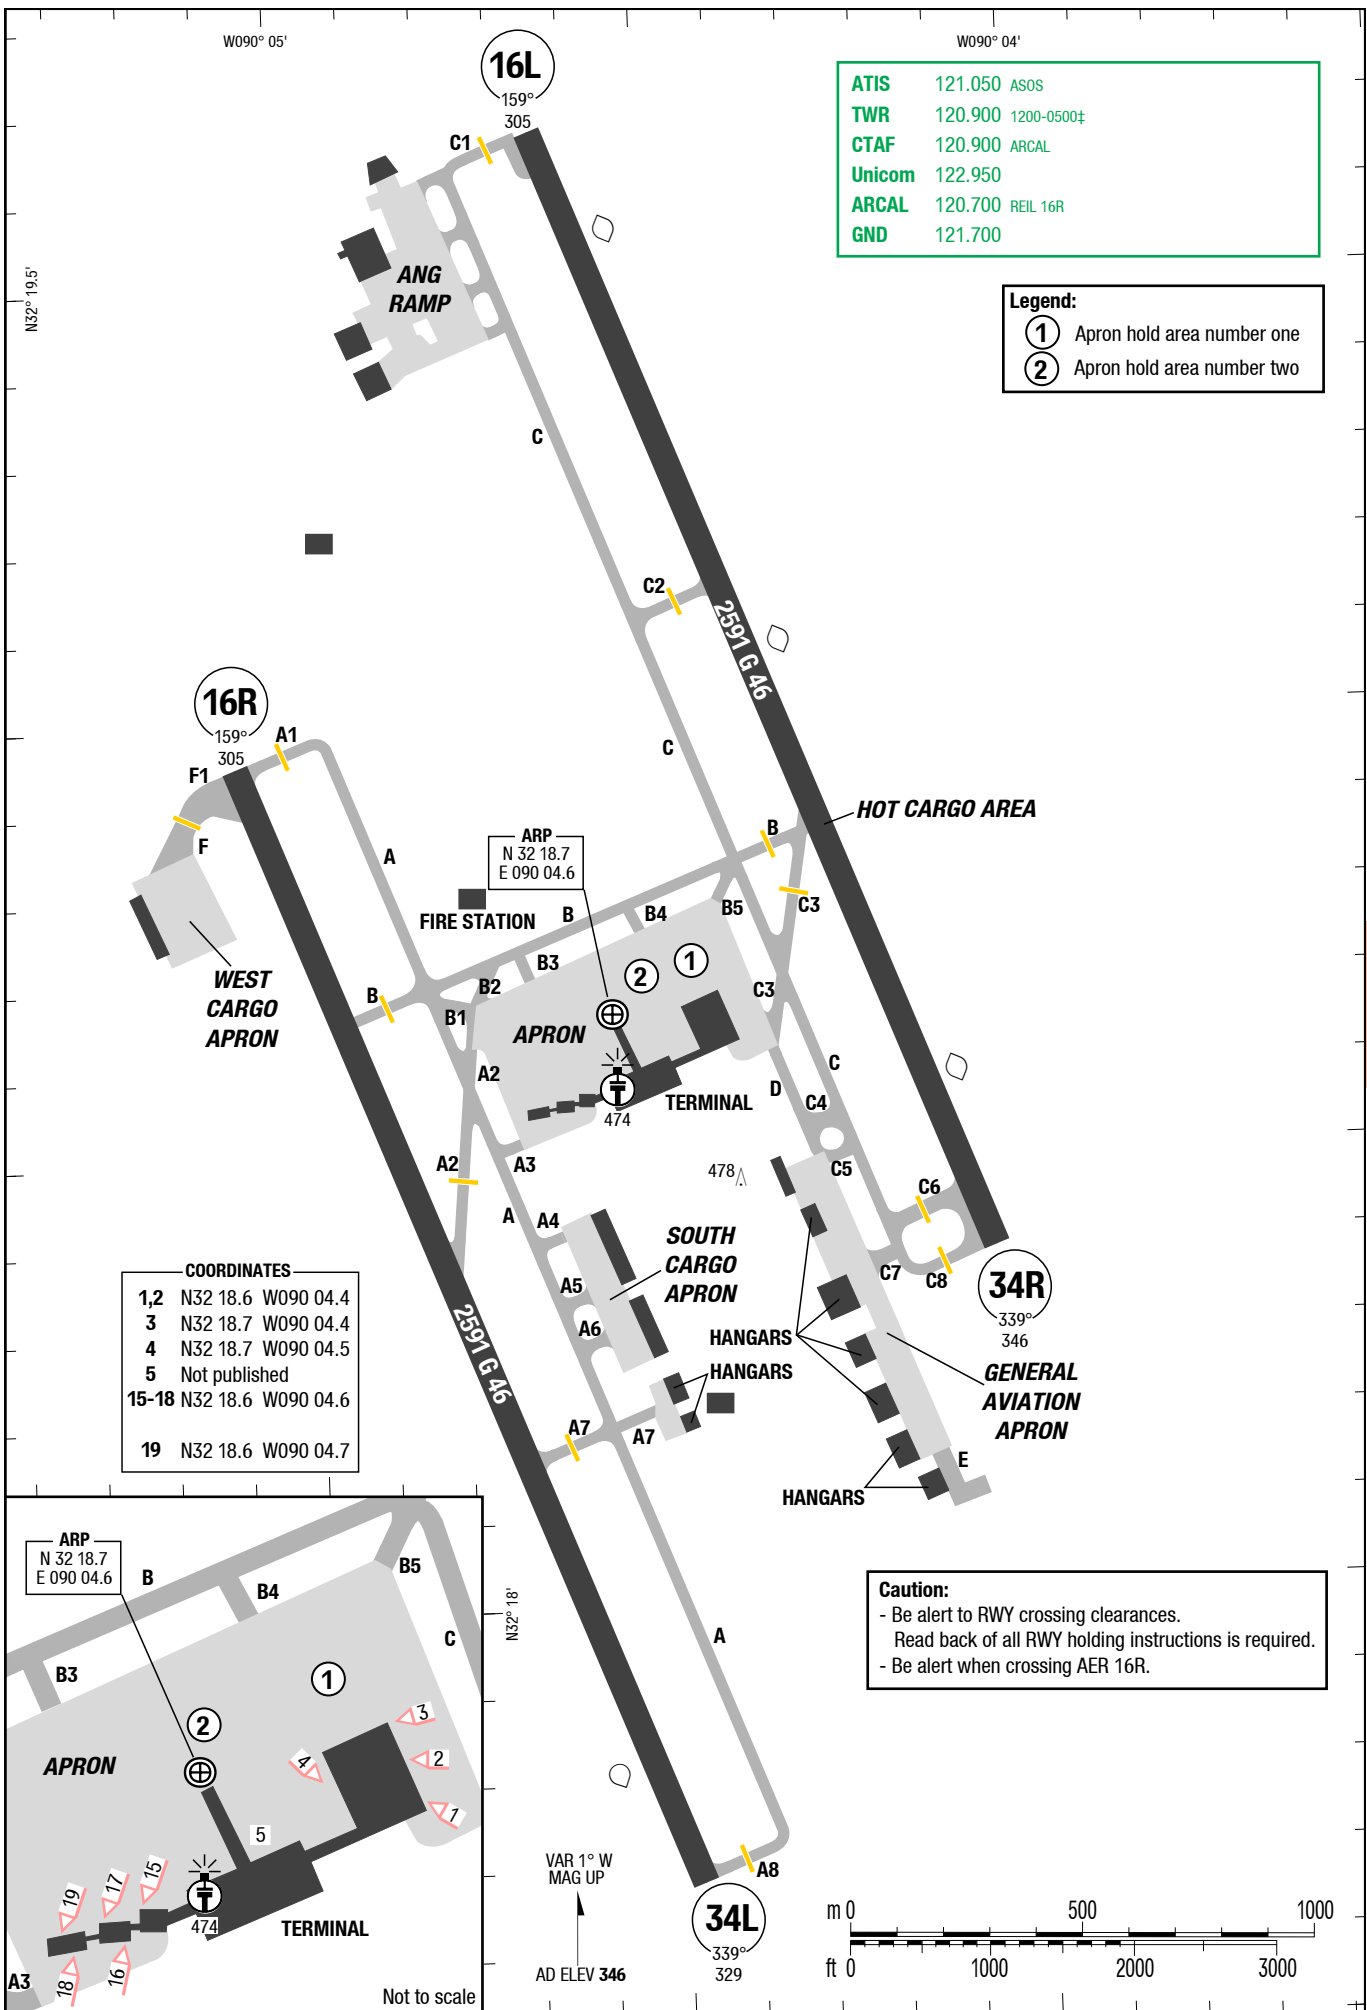 W090° 05'
W090° 04'
16L
159°
305
C1
ATIS 121.050 ASOS
TWR 120.900 1200-0500‡
CTAF 120.900 ARCAL
Unicom 122.950
ARCAL 120.700 REIL 16R
GND 121.700
N32° 19.5'
ANG
RAMP
Legend:
1 Apron hold area number one
2 Apron hold area number two
C
C2
2591 G 46
16R
159°
305
A1
F1
F
A
C
B
HOT CARGO AREA
ARP
N 32 18.7
E 090 04.6
FIRE STATION
B
B4
B5
C3
B3
B2
B1
B
WEST
CARGO
APRON
1
2
APRON
C3
A2
474
TERMINAL
D
C
C4
A2
A3
478
C5
C6
A
A4
SOUTH
CARGO
APRON
A5
A6
C7
C8
34R
339°
346
COORDINATES
1,2 N32 18.6 W090 04.4
3 N32 18.7 W090 04.4
4 N32 18.7 W090 04.5
5 Not published
15-18 N32 18.6 W090 04.6
19 N32 18.6 W090 04.7
2591 G 46
HANGARS
HANGARS
GENERAL
AVIATION
APRON
A7
A7
E
HANGARS
ARP
N 32 18.7
E 090 04.6
B
B4
B5
C
B3
N32° 18'
1
2
APRON
3
2
1
4
5
15
17
19
474
TERMINAL
A3
18
16
Not to scale
Caution:
- Be alert to RWY crossing clearances.
Read back of all RWY holding instructions is required.
- Be alert when crossing AER 16R.
A
A8
34L
339°
329
VAR 1° W
MAG UP
AD ELEV 346
m 0 500 1000
ft 0 1000 2000 3000